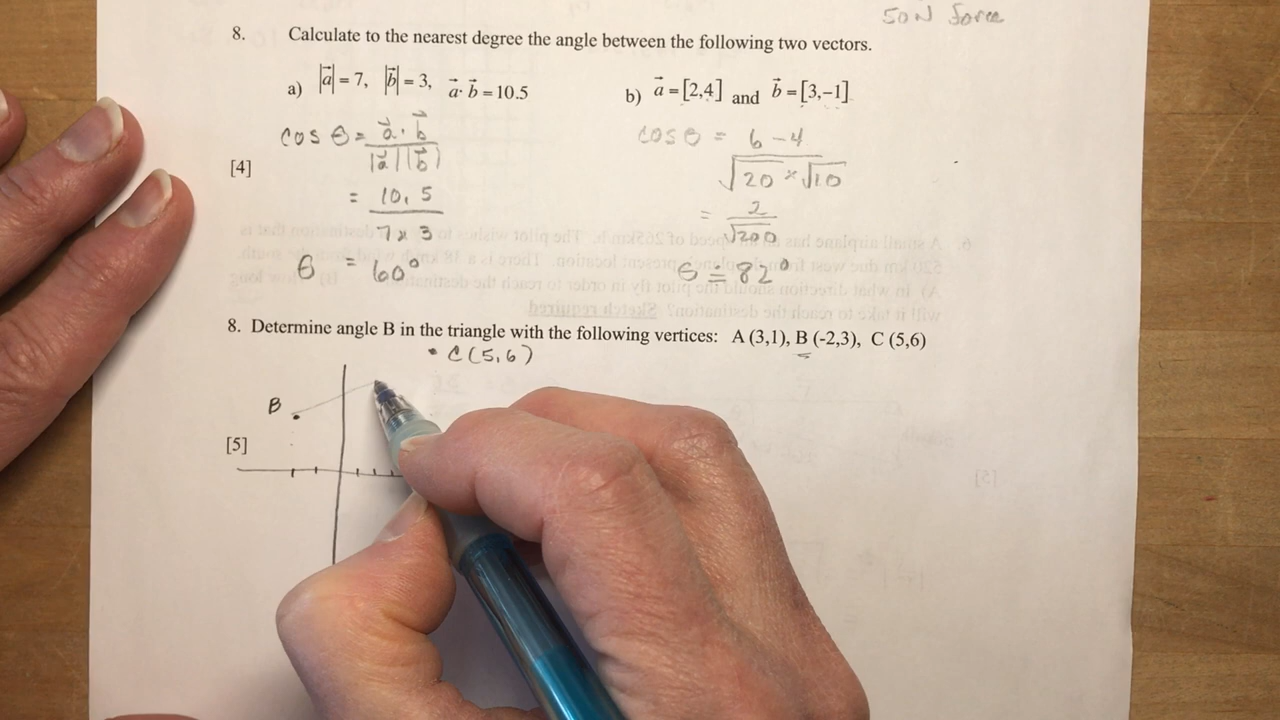 50N force
8. Calculate to the nearest degree the angle between the following two vectors.
a) |a⃗| = 7, |b⃗| = 3, a⃗ · b⃗ = 10.5
b) a⃗ = [2,4] and b⃗ = [3,−1]
cos θ = a⃗ · b⃗ / |a⃗||b⃗|
= 10.5 / 7 x 3
θ = 60°
[4]
cos θ = 6 − 4 / √20 × √10
= 2 / √200
θ ≐ 82°
8. Determine angle B in the triangle with the following vertices: A (3,1), B (-2,3), C (5,6)
• C(5,6)
B
[5]